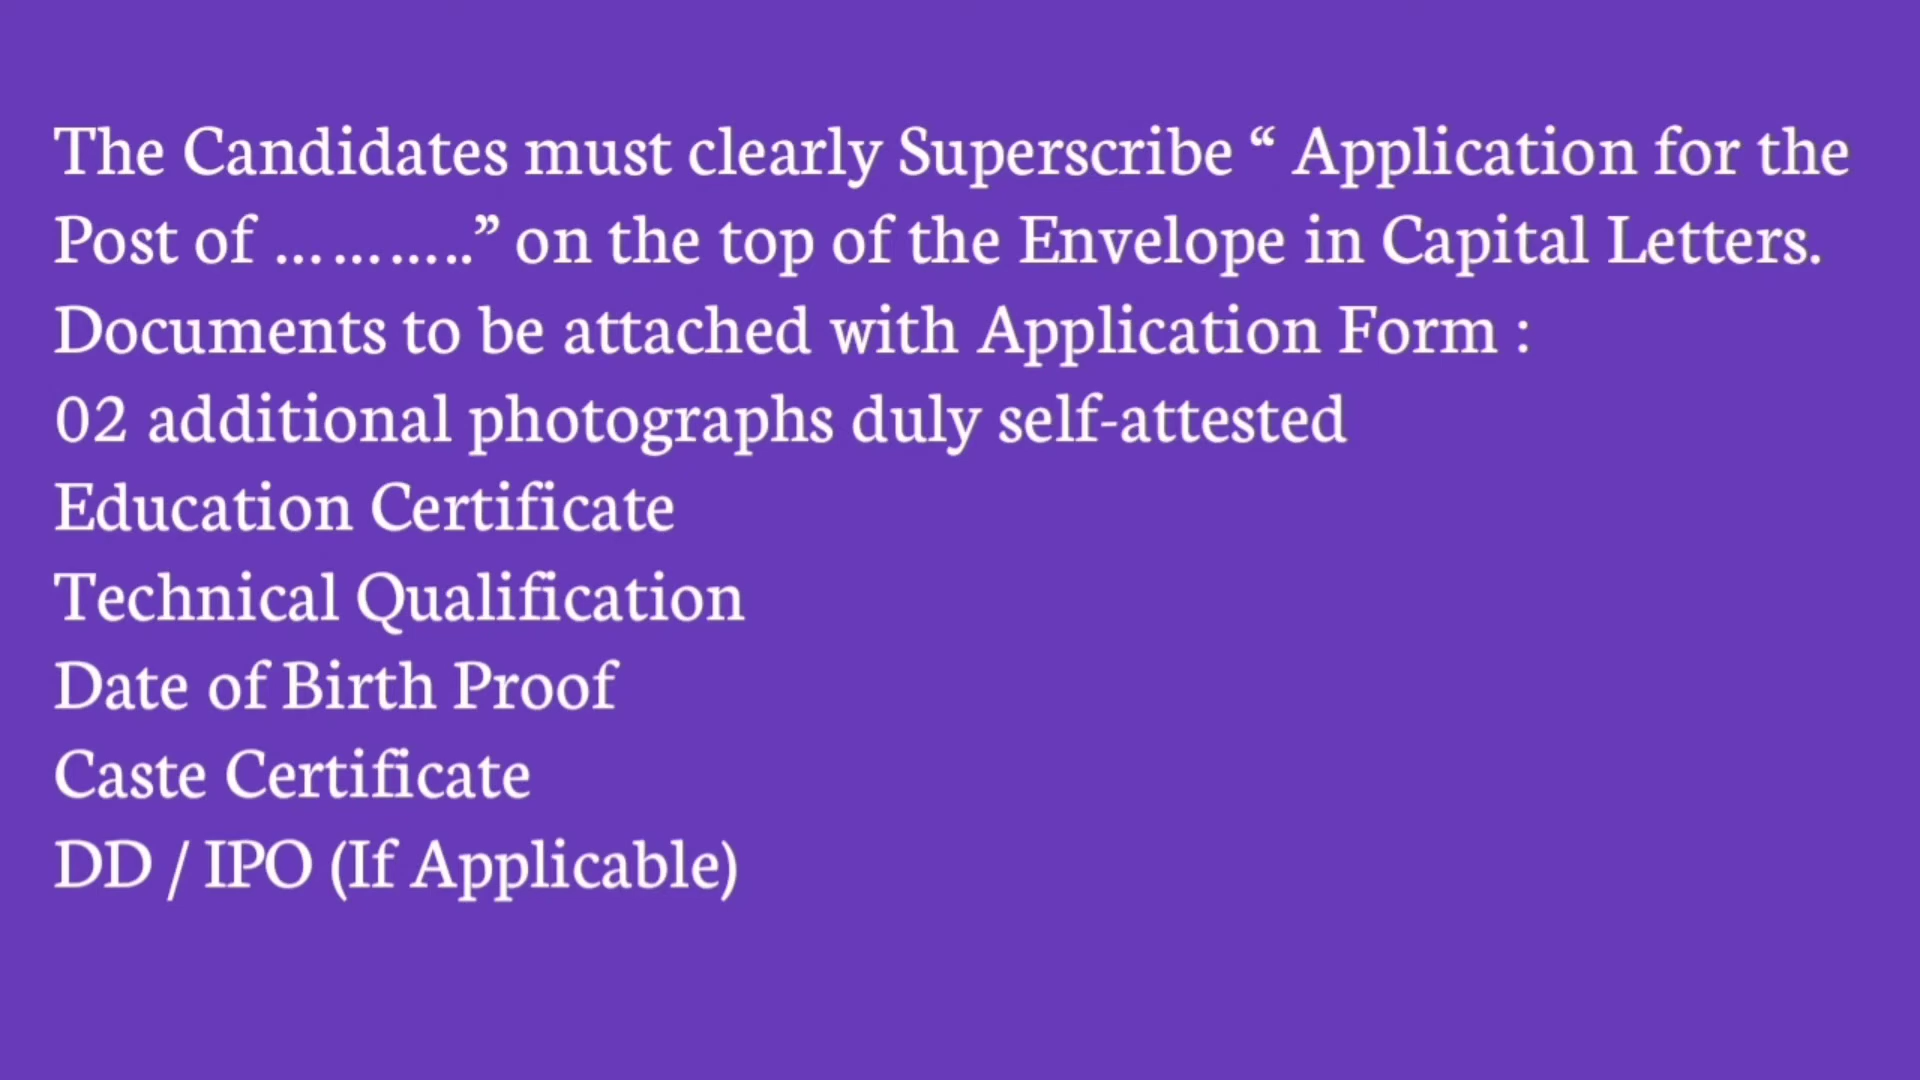 The Candidates must clearly Superscribe “ Application for the
Post of ………..” on the top of the Envelope in Capital Letters.
Documents to be attached with Application Form :
02 additional photographs duly self-attested
Education Certificate
Technical Qualification
Date of Birth Proof
Caste Certificate
DD / IPO (If Applicable)